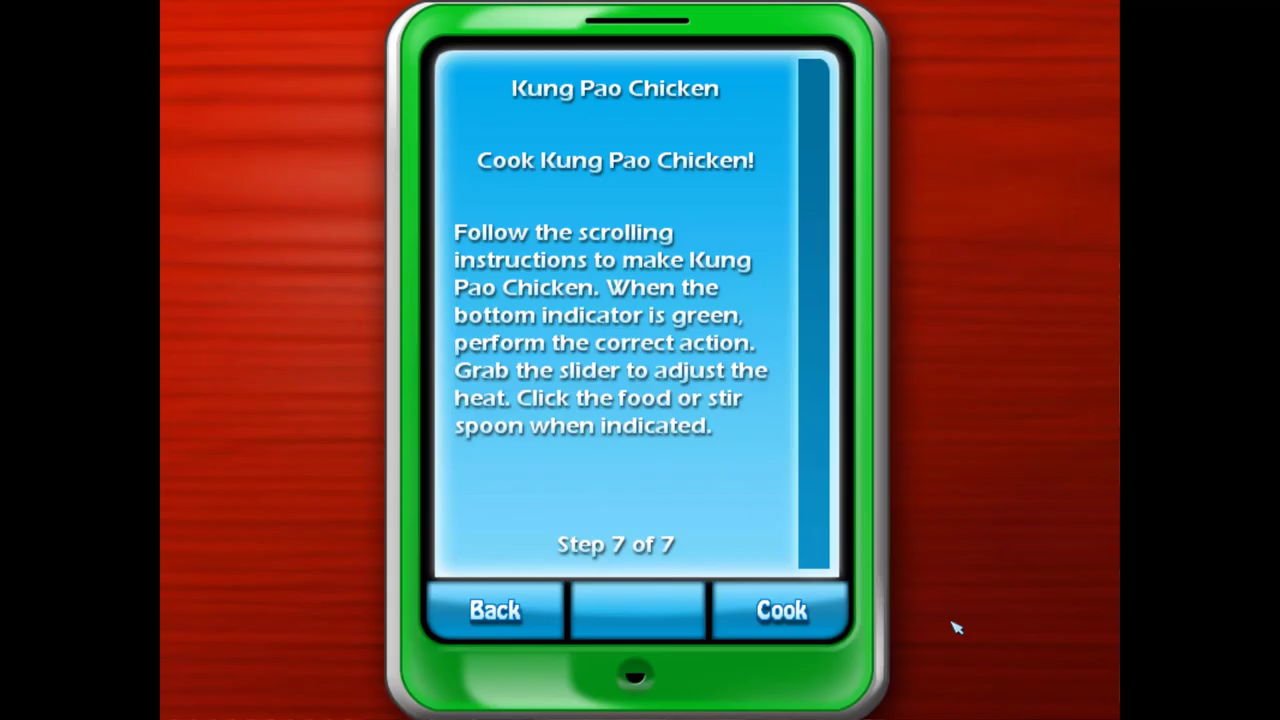 Kung Pao Chicken
Cook Kung Pao Chicken!
Follow the scrolling
instructions to make Kung
Pao Chicken. When the
bottom indicator is green,
perform the correct action.
Grab the slider to adjust the
heat. Click the food or stir
spoon when indicated.
Step 7 of 7
Back
Cook